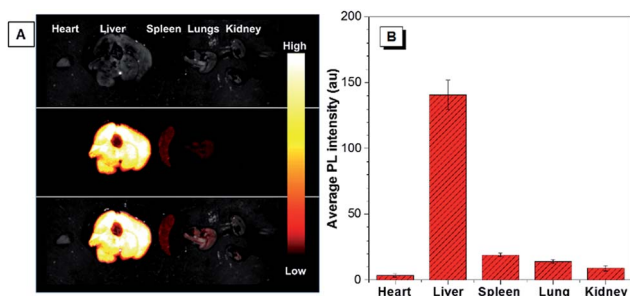 A
Heart Liver Spleen Lungs Kidney
High
Low
B
Average PL intensity (au)
200
150
100
50
0
Heart Liver Spleen Lung Kidney